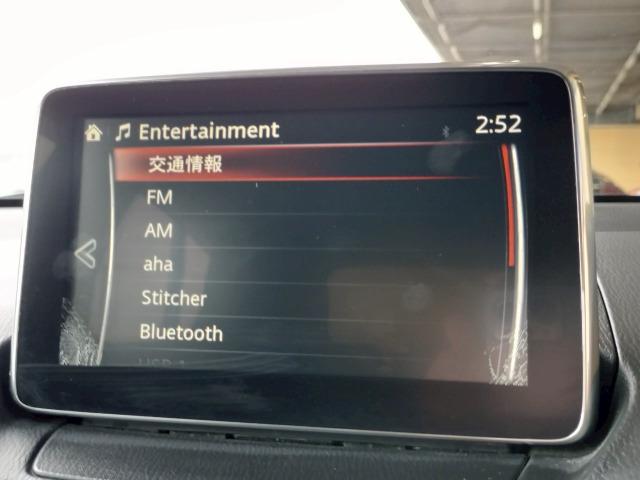 Entertainment 2:52
交通情報
FM
AM
aha
Stitcher
Bluetooth